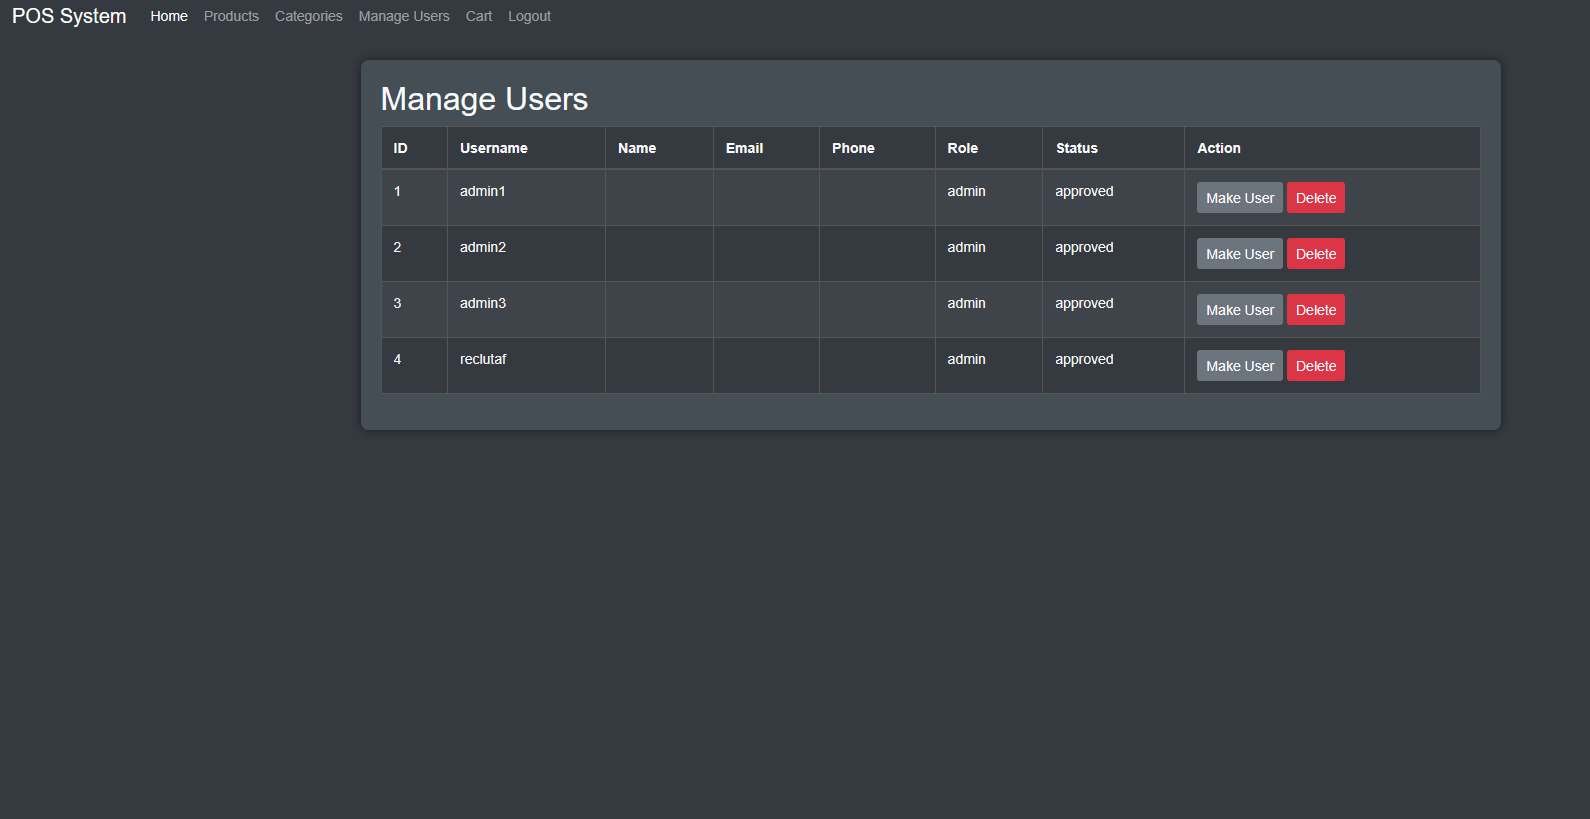 POS System Home Products Categories Manage Users Cart Logout
Manage Users
ID Username Name Email Phone Role Status Action
1 admin1 admin approved Make User Delete
2 admin2 admin approved Make User Delete
3 admin3 admin approved Make User Delete
4 reclutaf admin approved Make User Delete